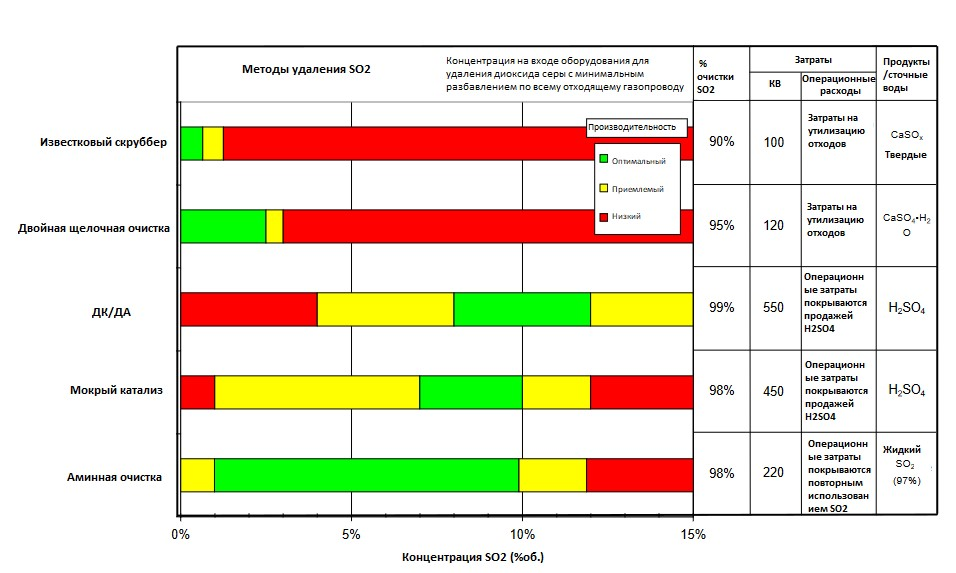 Методы удаления SO2
Концентрация на входе оборудования для
удаления диоксида серы с минимальным
разбавлением по всему отходящему газопроводу
%
очистки
SO2
Затраты
КВ
Операционные
расходы
Продукты
/сточные
воды
Известковый скруббер
Производительность
Оптимальный
Приемлемый
Низкий
90%
100
Затраты на
утилизацию
отходов
CaSOₓ
Твердые
Двойная щелочная очистка
95%
120
Затраты на
утилизацию
отходов
CaSO₄•H₂
O
ДК/ДА
99%
550
Операционн
ые затраты
покрываются
продажей
H2SO4
H₂SO₄
Мокрый катализ
98%
450
Операционн
ые затраты
покрываются
продажей
H2SO4
H₂SO₄
Аминная очистка
98%
220
Операционн
ые затраты
покрываются
повторным
использован
ием SO2
Жидкий
SO₂
(97%)
0%
5%
10%
15%
Концентрация SO2 (%об.)